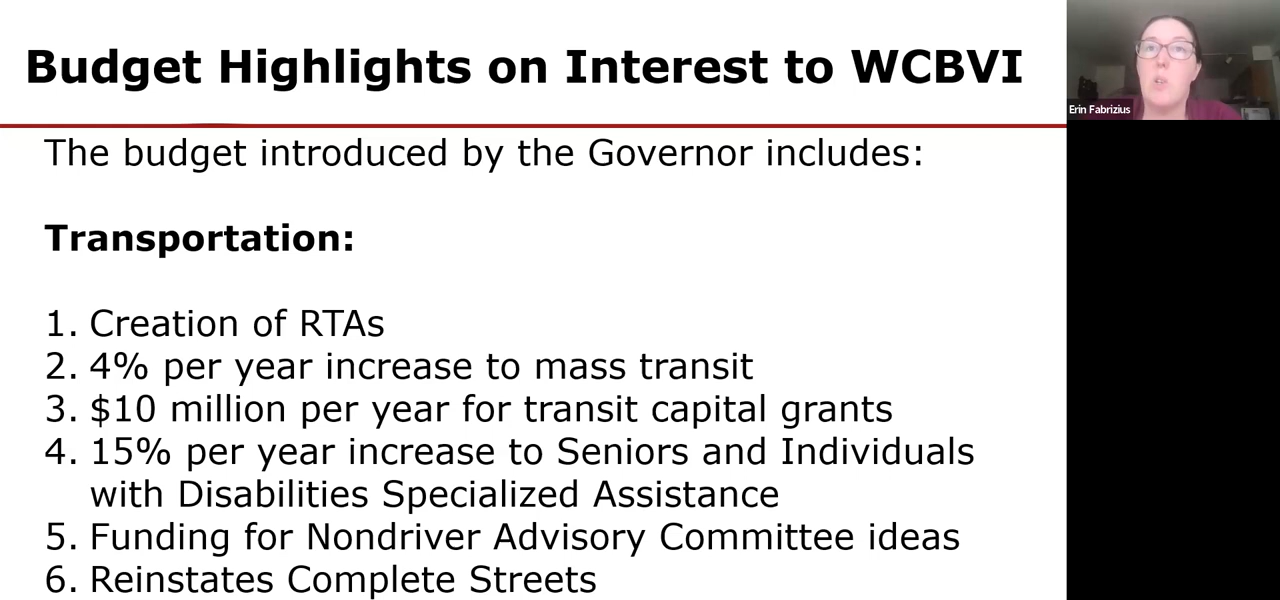 Budget Highlights on Interest to WCBVI
Erin Fabrizius
The budget introduced by the Governor includes:
Transportation:
1. Creation of RTAs
2. 4% per year increase to mass transit
3. $10 million per year for transit capital grants
4. 15% per year increase to Seniors and Individuals
with Disabilities Specialized Assistance
5. Funding for Nondriver Advisory Committee ideas
6. Reinstates Complete Streets